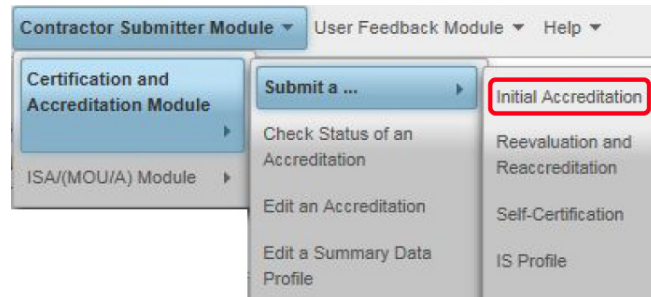 Contractor Submitter Module User Feedback Module Help
Certification and
Accreditation Module
ISA/(MOU/A) Module
Submit a ...
Check Status of an
Accreditation
Edit an Accreditation
Edit a Summary Data
Profile
Initial Accreditation
Reevaluation and
Reaccreditation
Self-Certification
IS Profile